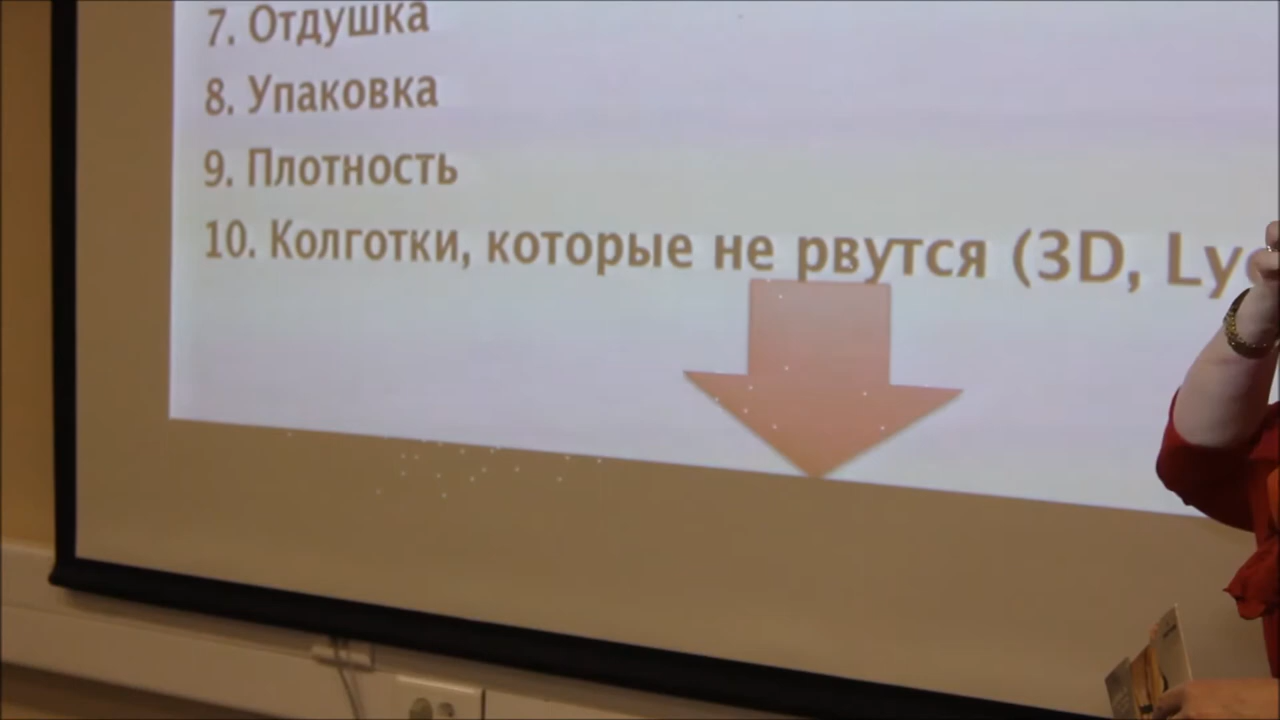 7. Отдушка
8. Упаковка
9. Плотность
10. Колготки, которые не рвутся (3D,